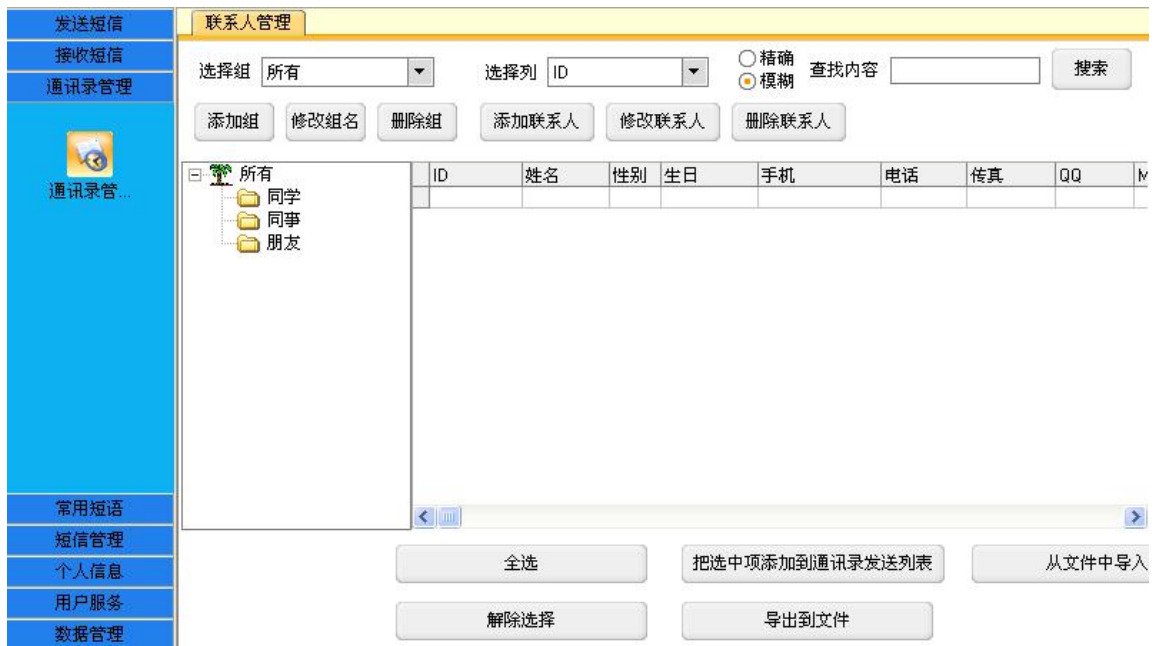 发送短信
接收短信
通讯录管理
通讯录管...
常用短语
短信管理
个人信息
用户服务
数据管理
联系人管理
选择组 所有 选择列 ID 精确 模糊 查找内容 搜索
添加组 修改组名 删除组 添加联系人 修改联系人 删除联系人
所有
同学
同事
朋友
ID 姓名 性别 生日 手机 电话 传真 QQ M
全选 把选中项添加到通讯录发送列表 从文件中导入
解除选择 导出到文件